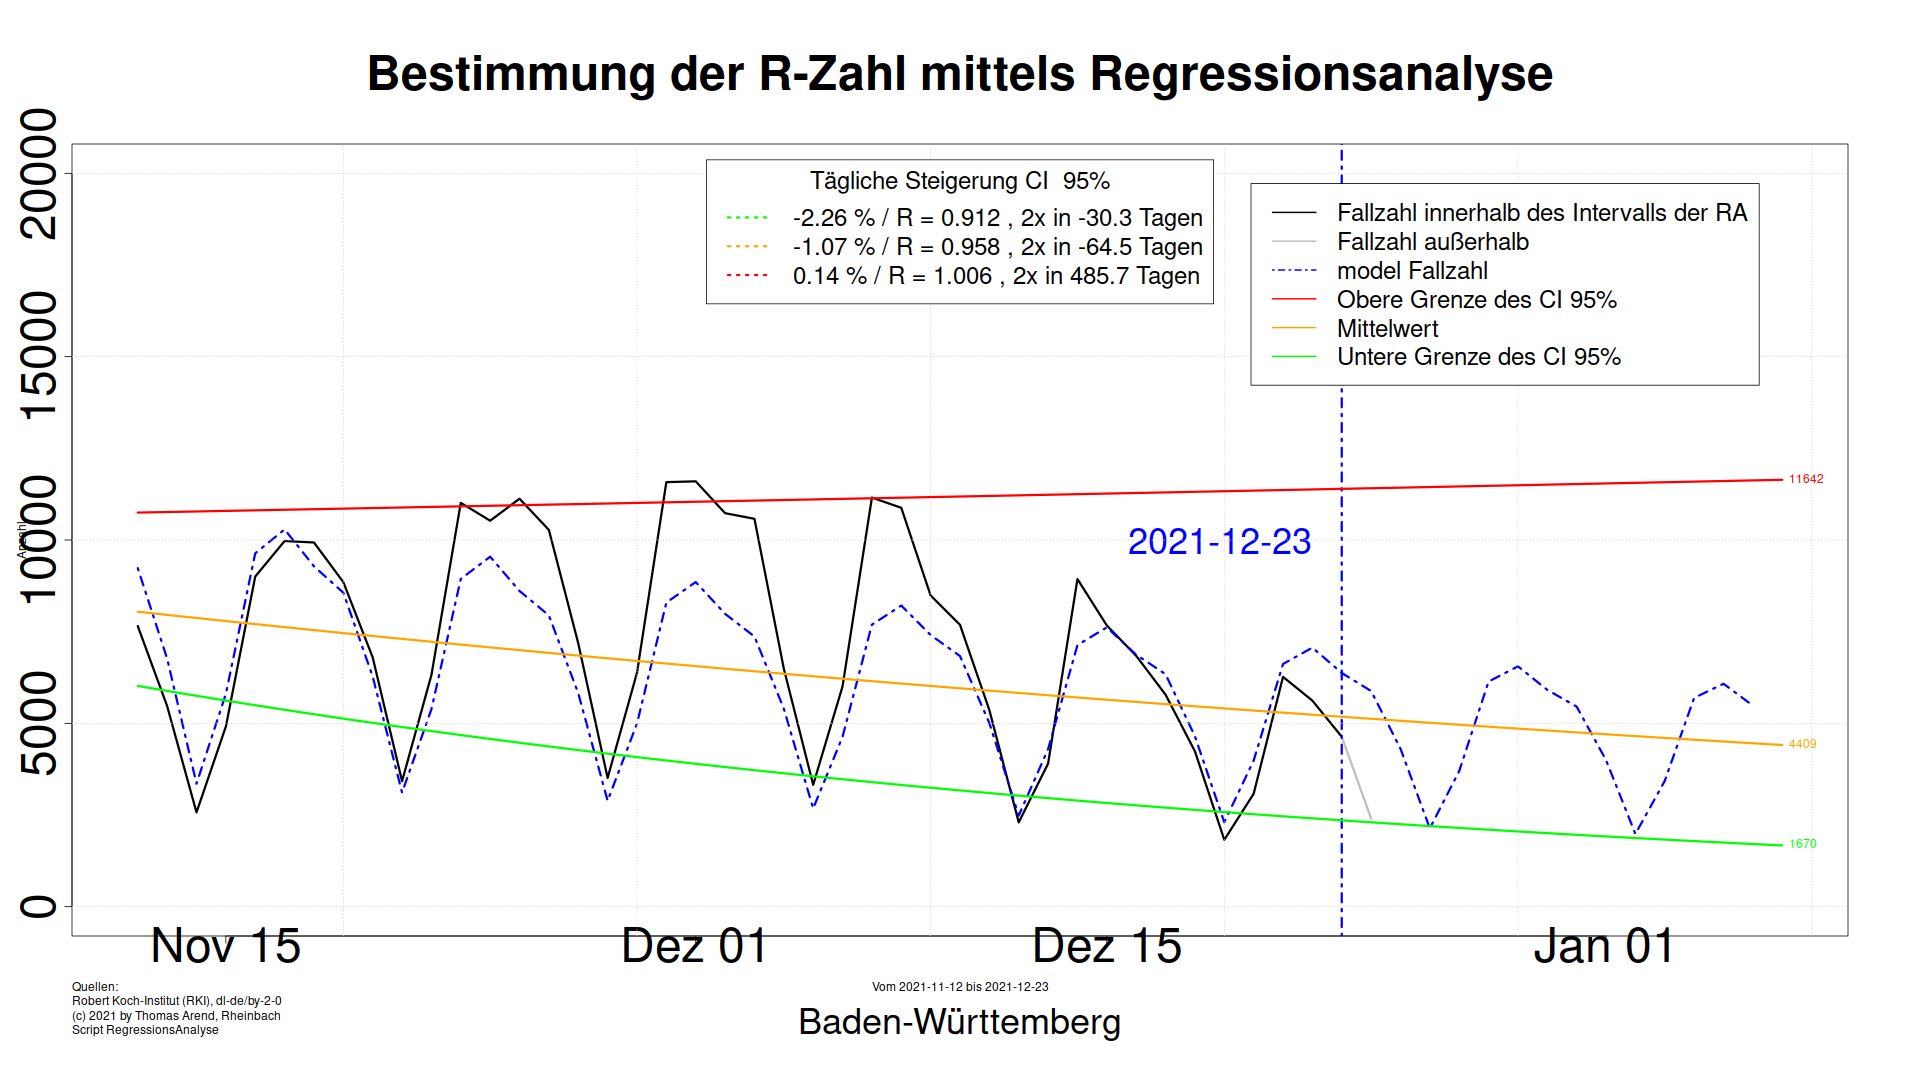 Bestimmung der R-Zahl mittels Regressionsanalyse
Tägliche Steigerung CI 95%
-2.26 % / R = 0.912 , 2x in -30.3 Tagen
-1.07 % / R = 0.958 , 2x in -64.5 Tagen
0.14 % / R = 1.006 , 2x in 485.7 Tagen
Fallzahl innerhalb des Intervalls der RA
Fallzahl außerhalb
model Fallzahl
Obere Grenze des CI 95%
Mittelwert
Untere Grenze des CI 95%
20000
15000
10000
5000
0
Anzahl
2021-12-23
11642
4409
1670
Nov 15
Dez 01
Dez 15
Jan 01
Quellen:
Robert Koch-Institut (RKI), dl-de/by-2-0
(c) 2021 by Thomas Arend, Rheinbach
Script RegressionsAnalyse
Vom 2021-11-12 bis 2021-12-23
Baden-Württemberg